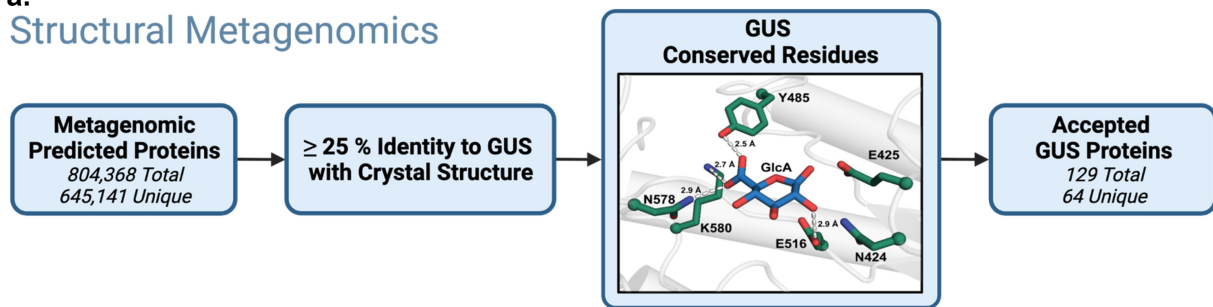 a.
Structural Metagenomics
Metagenomic
Predicted Proteins
804,368 Total
645,141 Unique
≥ 25 % Identity to GUS
with Crystal Structure
GUS
Conserved Residues
Y485
2.5 Å
2.7 Å
GlcA
E425
2.9 Å
N578
K580
2.9 Å
E516
N424
Accepted
GUS Proteins
129 Total
64 Unique